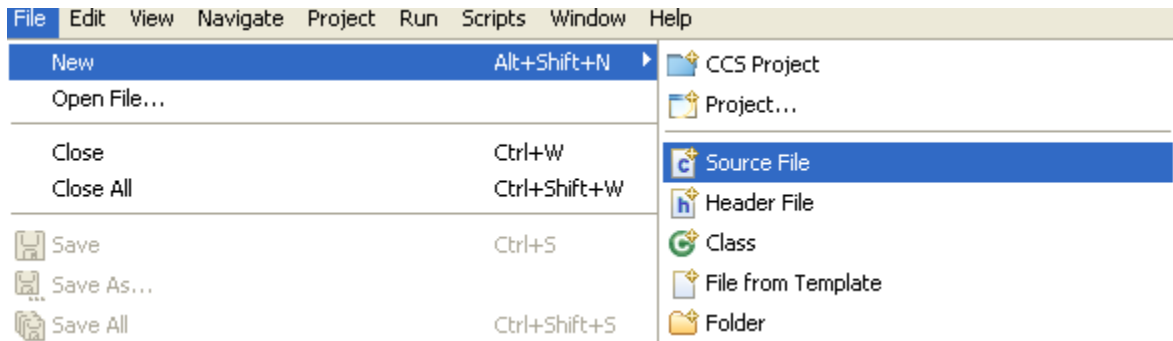 File Edit View Navigate Project Run Scripts Window Help
New Alt+Shift+N
Open File...
Close Ctrl+W
Close All Ctrl+Shift+W
Save Ctrl+S
Save As...
Save All Ctrl+Shift+S
CCS Project
Project...
Source File
Header File
Class
File from Template
Folder